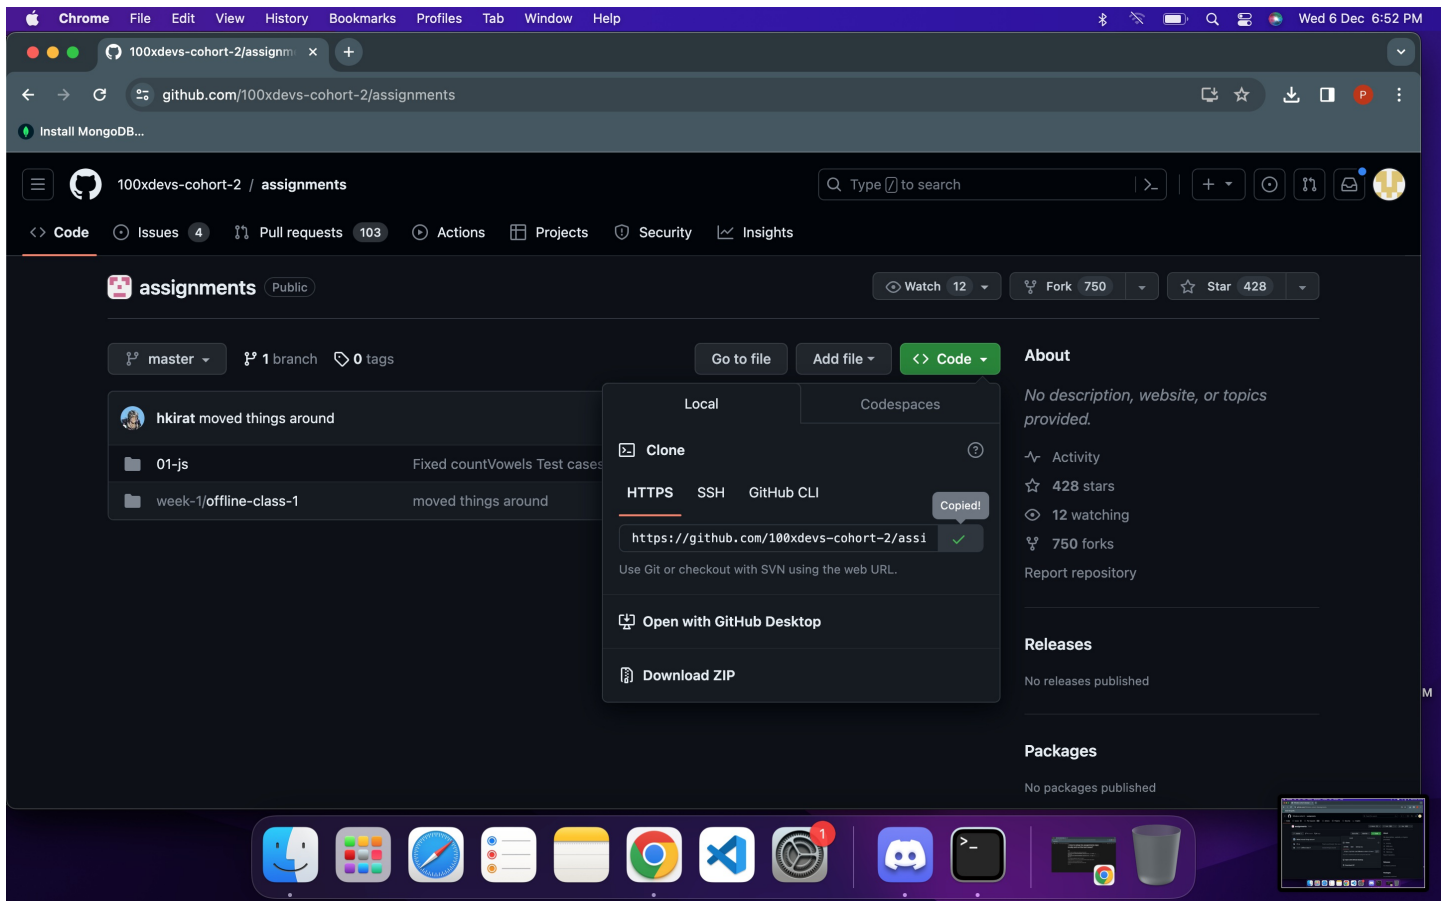 Chrome File Edit View History Bookmarks Profiles Tab Window Help Wed 6 Dec 6:52 PM
100xdevs-cohort-2/assignm
github.com/100xdevs-cohort-2/assignments P
Install MongoDB...
100xdevs-cohort-2 / assignments Type / to search
Code Issues 4 Pull requests 103 Actions Projects Security Insights
assignments Public Watch 12 Fork 750 Star 428
master 1 branch 0 tags Go to file Add file Code
About
No description, website, or topics
provided.
Local Codespaces
hkirat moved things around
Clone
Activity
01-js Fixed countVowels Test cases
428 stars
HTTPS SSH GitHub CLI
week-1/offline-class-1 moved things around
Copied!
12 watching
https://github.com/100xdevs-cohort-2/assi
750 forks
Use Git or checkout with SVN using the web URL.
Report repository
Open with GitHub Desktop
Releases
Download ZIP
No releases published
M
Packages
No packages published
1